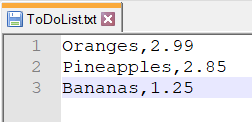 ToDoList.txt
1 Oranges,2.99
2 Pineapples,2.85
3 Bananas,1.25